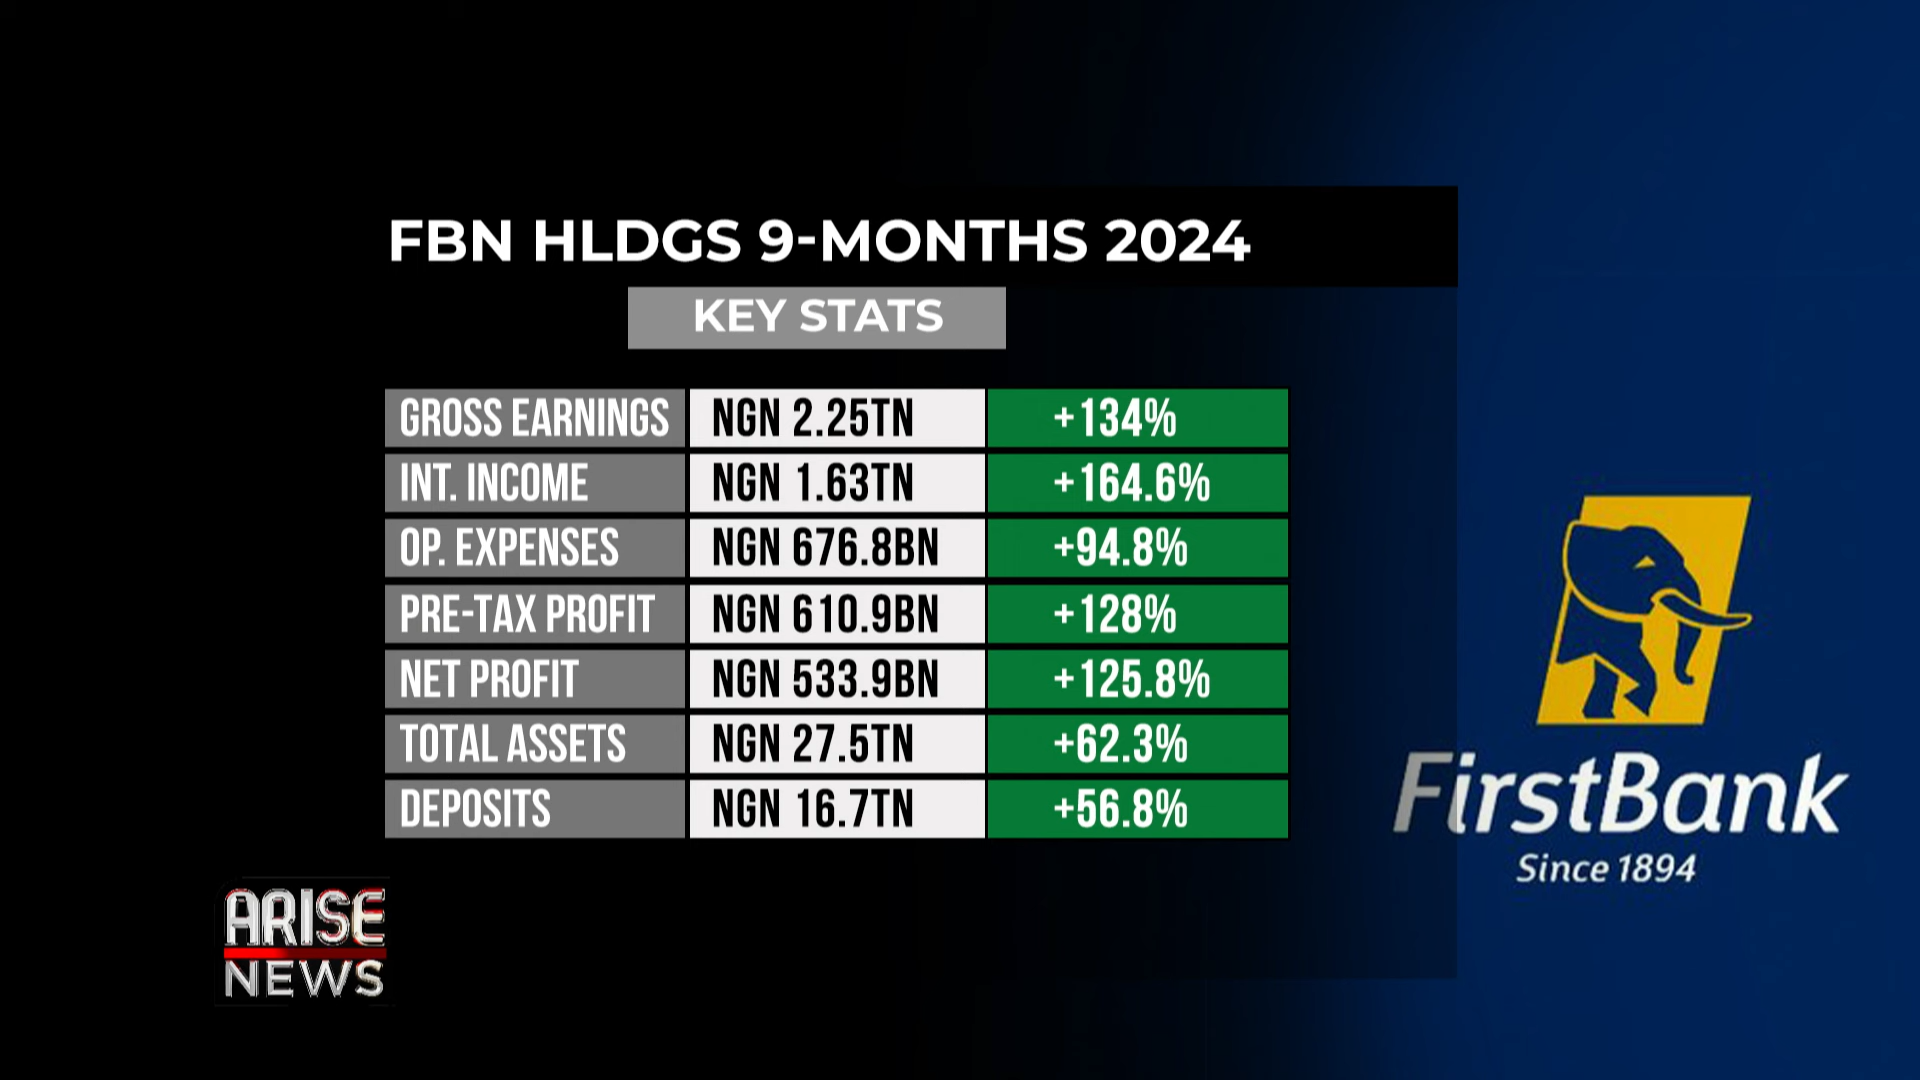 FBN HLDGS 9-MONTHS 2024
KEY STATS
GROSS EARNINGS NGN 2.25TN +134%
INT. INCOME NGN 1.63TN +164.6%
OP. EXPENSES NGN 676.8BN +94.8%
PRE-TAX PROFIT NGN 610.9BN +128%
NET PROFIT NGN 533.9BN +125.8%
TOTAL ASSETS NGN 27.5TN +62.3%
DEPOSITS NGN 16.7TN +56.8%
FirstBank
Since 1894
ARISE
NEWS